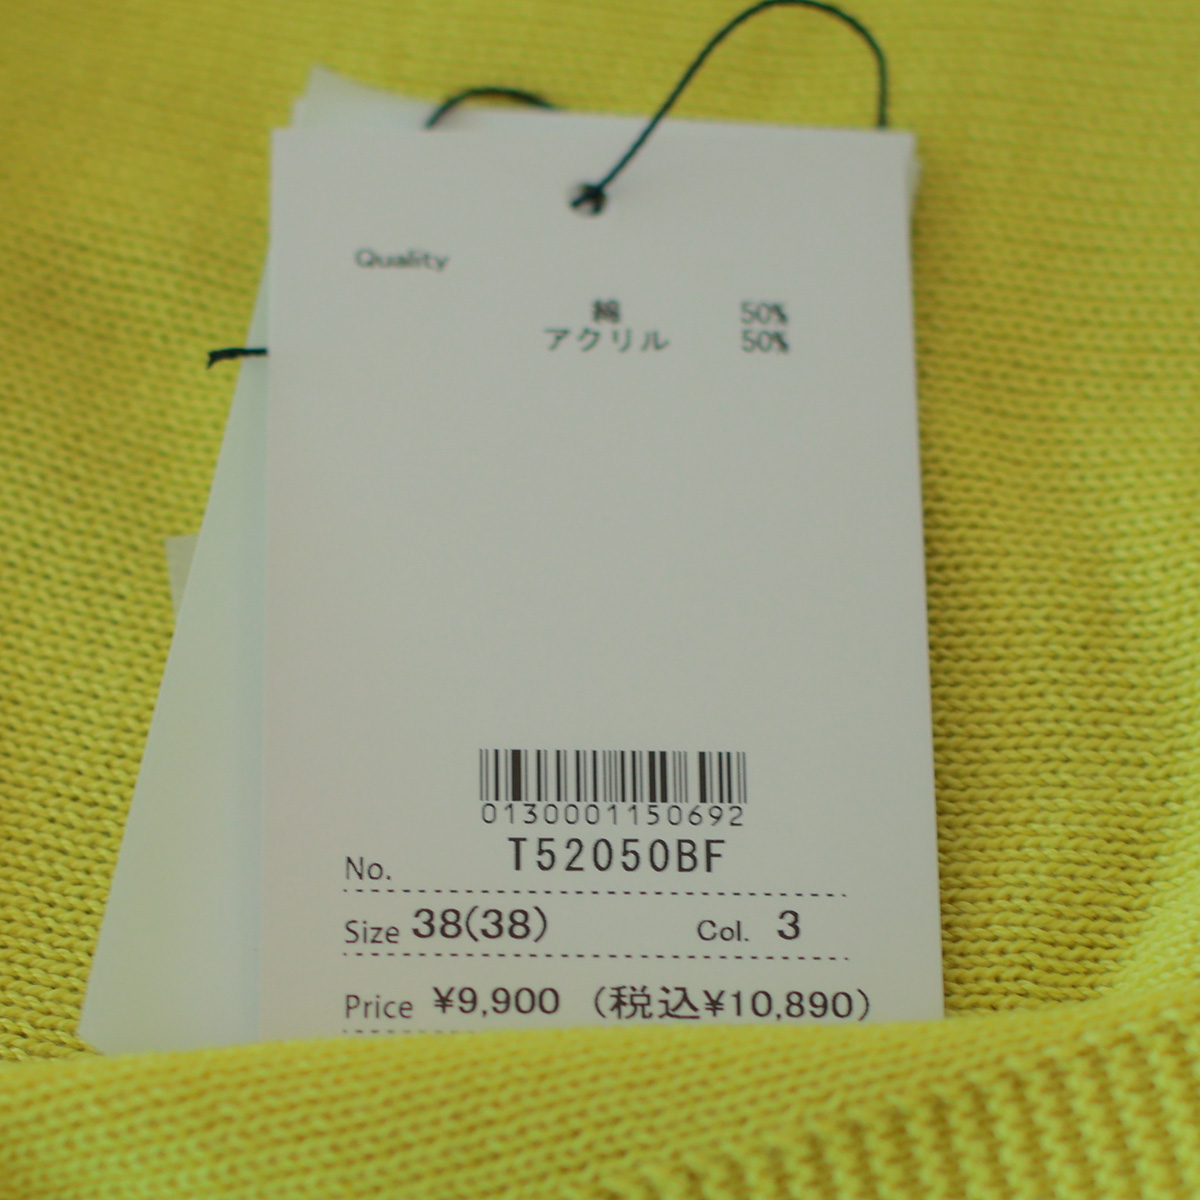 Quality
綿 50%
アクリル 50%
0130001150692
No. T52050BF
Size 38(38) Col. 3
Price ¥9,900 (税込¥10,890)